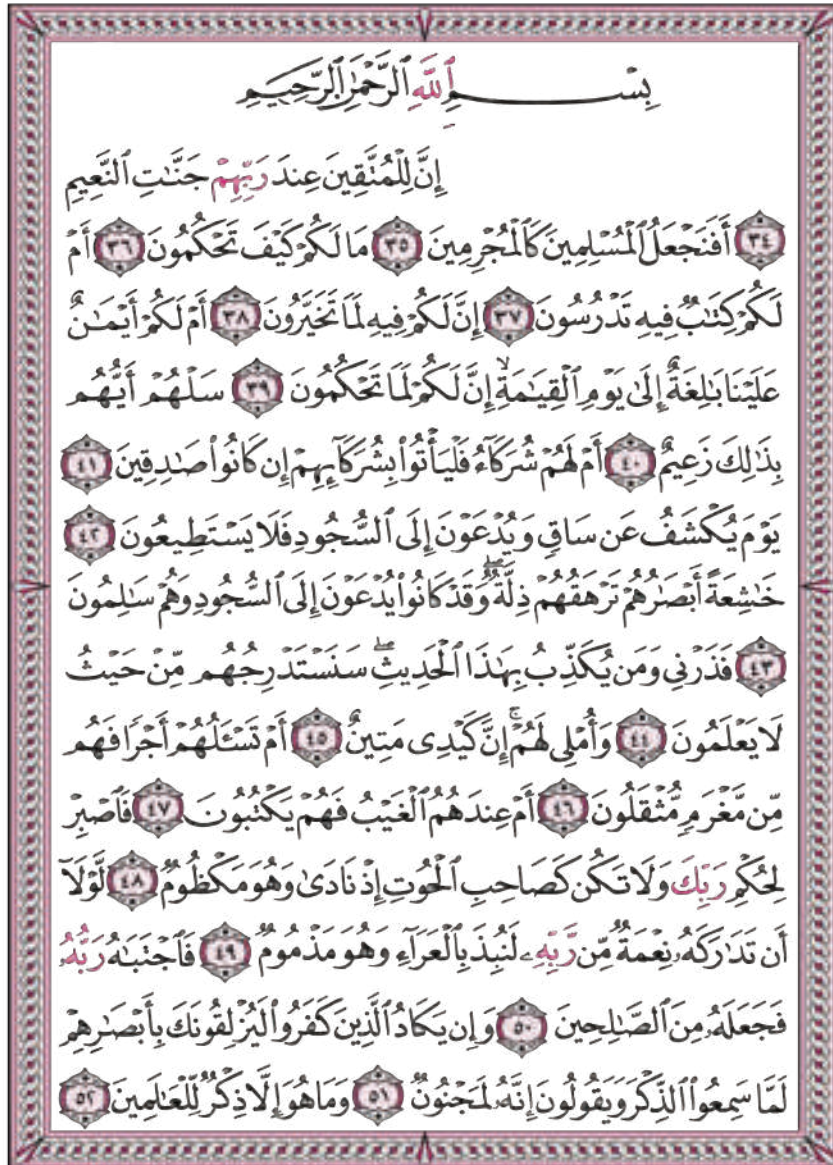 بِسْمِ ٱللَّهِ ٱلرَّحْمَٰنِ ٱلرَّحِيمِ
إِنَّ لِلْمُتَّقِينَ عِندَ رَبِّهِمْ جَنَّٰتِ ٱلنَّعِيمِ
٣٤ أَفَنَجْعَلُ ٱلْمُسْلِمِينَ كَٱلْمُجْرِمِينَ ٣٥ مَا لَكُمْ كَيْفَ تَحْكُمُونَ ٣٦ أَمْ
لَكُمْ كِتَٰبٌ فِيهِ تَدْرُسُونَ ٣٧ إِنَّ لَكُمْ فِيهِ لَمَا تَخَيَّرُونَ ٣٨ أَمْ لَكُمْ أَيْمَٰنٌ
عَلَيْنَا بَٰلِغَةٌ إِلَىٰ يَوْمِ ٱلْقِيَٰمَةِ ۙ إِنَّ لَكُمْ لَمَا تَحْكُمُونَ ٣٩ سَلْهُمْ أَيُّهُم
بِذَٰلِكَ زَعِيمٌ ٤٠ أَمْ لَهُمْ شُرَكَآءُ فَلْيَأْتُوا۟ بِشُرَكَآئِهِمْ إِن كَانُوا۟ صَٰدِقِينَ ٤١
يَوْمَ يُكْشَفُ عَن سَاقٍ وَيُدْعَوْنَ إِلَى ٱلسُّجُودِ فَلَا يَسْتَطِيعُونَ ٤٢
خَٰشِعَةً أَبْصَٰرُهُمْ تَرْهَقُهُمْ ذِلَّةٌ ۖ وَقَدْ كَانُوا۟ يُدْعَوْنَ إِلَى ٱلسُّجُودِ وَهُمْ سَٰلِمُونَ
٤٣ فَذَرْنِى وَمَن يُكَذِّبُ بِهَٰذَا ٱلْحَدِيثِ ۖ سَنَسْتَدْرِجُهُم مِّنْ حَيْثُ
لَا يَعْلَمُونَ ٤٤ وَأُمْلِى لَهُمْ ۚ إِنَّ كَيْدِى مَتِينٌ ٤٥ أَمْ تَسْـَٔلُهُمْ أَجْرًا فَهُم
مِّن مَّغْرَمٍ مُّثْقَلُونَ ٤٦ أَمْ عِندَهُمُ ٱلْغَيْبُ فَهُمْ يَكْتُبُونَ ٤٧ فَٱصْبِرْ
لِحُكْمِ رَبِّكَ وَلَا تَكُن كَصَاحِبِ ٱلْحُوتِ إِذْ نَادَىٰ وَهُوَ مَكْظُومٌ ٤٨ لَّوْلَآ
أَن تَدَٰرَكَهُۥ نِعْمَةٌ مِّن رَّبِّهِۦ لَنُبِذَ بِٱلْعَرَآءِ وَهُوَ مَذْمُومٌ ٤٩ فَٱجْتَبَٰهُ رَبُّهُۥ
فَجَعَلَهُۥ مِنَ ٱلصَّٰلِحِينَ ٥٠ وَإِن يَكَادُ ٱلَّذِينَ كَفَرُوا۟ لَيُزْلِقُونَكَ بِأَبْصَٰرِهِمْ
لَمَّا سَمِعُوا۟ ٱلذِّكْرَ وَيَقُولُونَ إِنَّهُۥ لَمَجْنُونٌ ٥١ وَمَا هُوَ إِلَّا ذِكْرٌ لِّلْعَٰلَمِينَ ٥٢